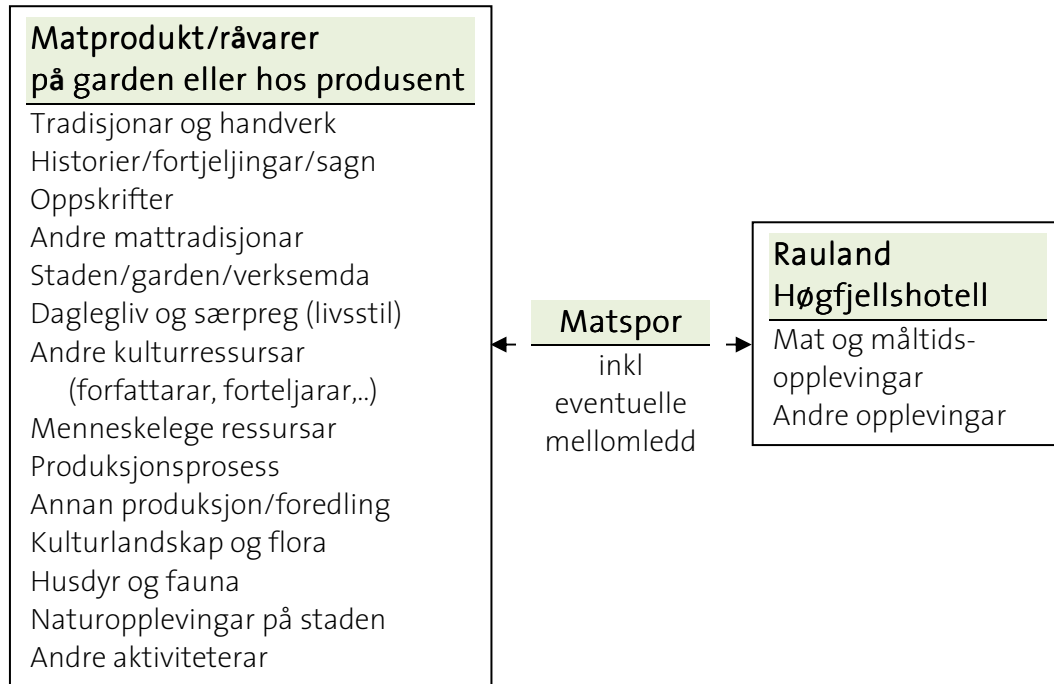 Matprodukt/råvarer
på garden eller hos produsent
Tradisjonar og handverk
Historier/fortjeljingar/sagn
Oppskrifter
Andre mattradisjonar
Staden/garden/verksemda
Daglegliv og særpreg (livsstil)
Andre kulturressursar
(forfattarar, forteljarar,..)
Menneskelege ressursar
Produksjonsprosess
Annan produksjon/foredling
Kulturlandskap og flora
Husdyr og fauna
Naturopplevingar på staden
Andre aktiviteterar
Matspor
inkl
eventuelle
mellomledd
Rauland
Høgfjellshotell
Mat og måltids-
opplevingar
Andre opplevingar